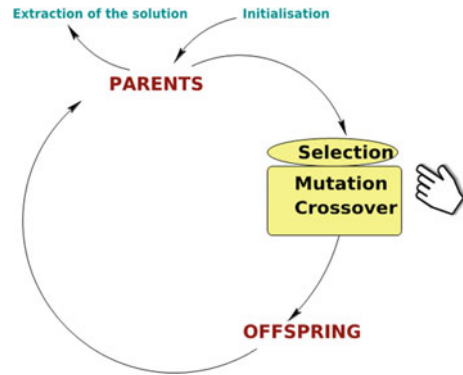 Extraction of the solution
Initialisation
PARENTS
Selection
Mutation
Crossover
OFFSPRING